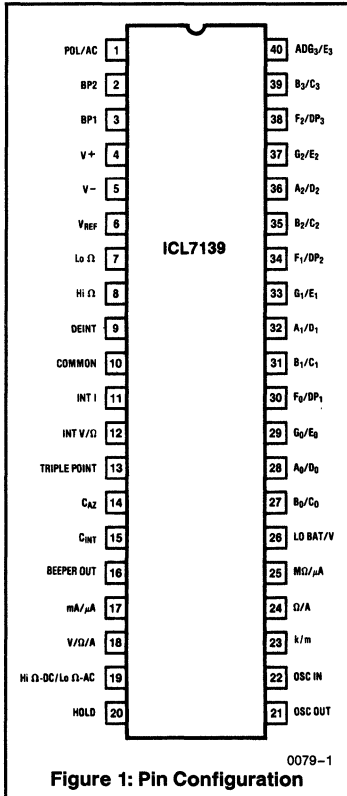 POL/AC 1 40 ADG₃/E₃
BP2 2 39 B₃/C₃
BP1 3 38 F₂/DP₃
V+ 4 37 G₂/E₂
V− 5 36 A₂/D₂
VREF 6 35 B₂/C₂
ICL7139
Lo Ω 7 34 F₁/DP₂
Hi Ω 8 33 G₁/E₁
DEINT 9 32 A₁/D₁
COMMON 10 31 B₁/C₁
INT I 11 30 F₀/DP₁
INT V/Ω 12 29 G₀/E₀
TRIPLE POINT 13 28 A₀/D₀
CAZ 14 27 B₀/C₀
CINT 15 26 LO BAT/V
BEEPER OUT 16 25 MΩ/μA
mA/μA 17 24 Ω/A
V/Ω/A 18 23 k/m
Hi Ω-DC/Lo Ω-AC 19 22 OSC IN
HOLD 20 21 OSC OUT
0079–1
Figure 1: Pin Configuration